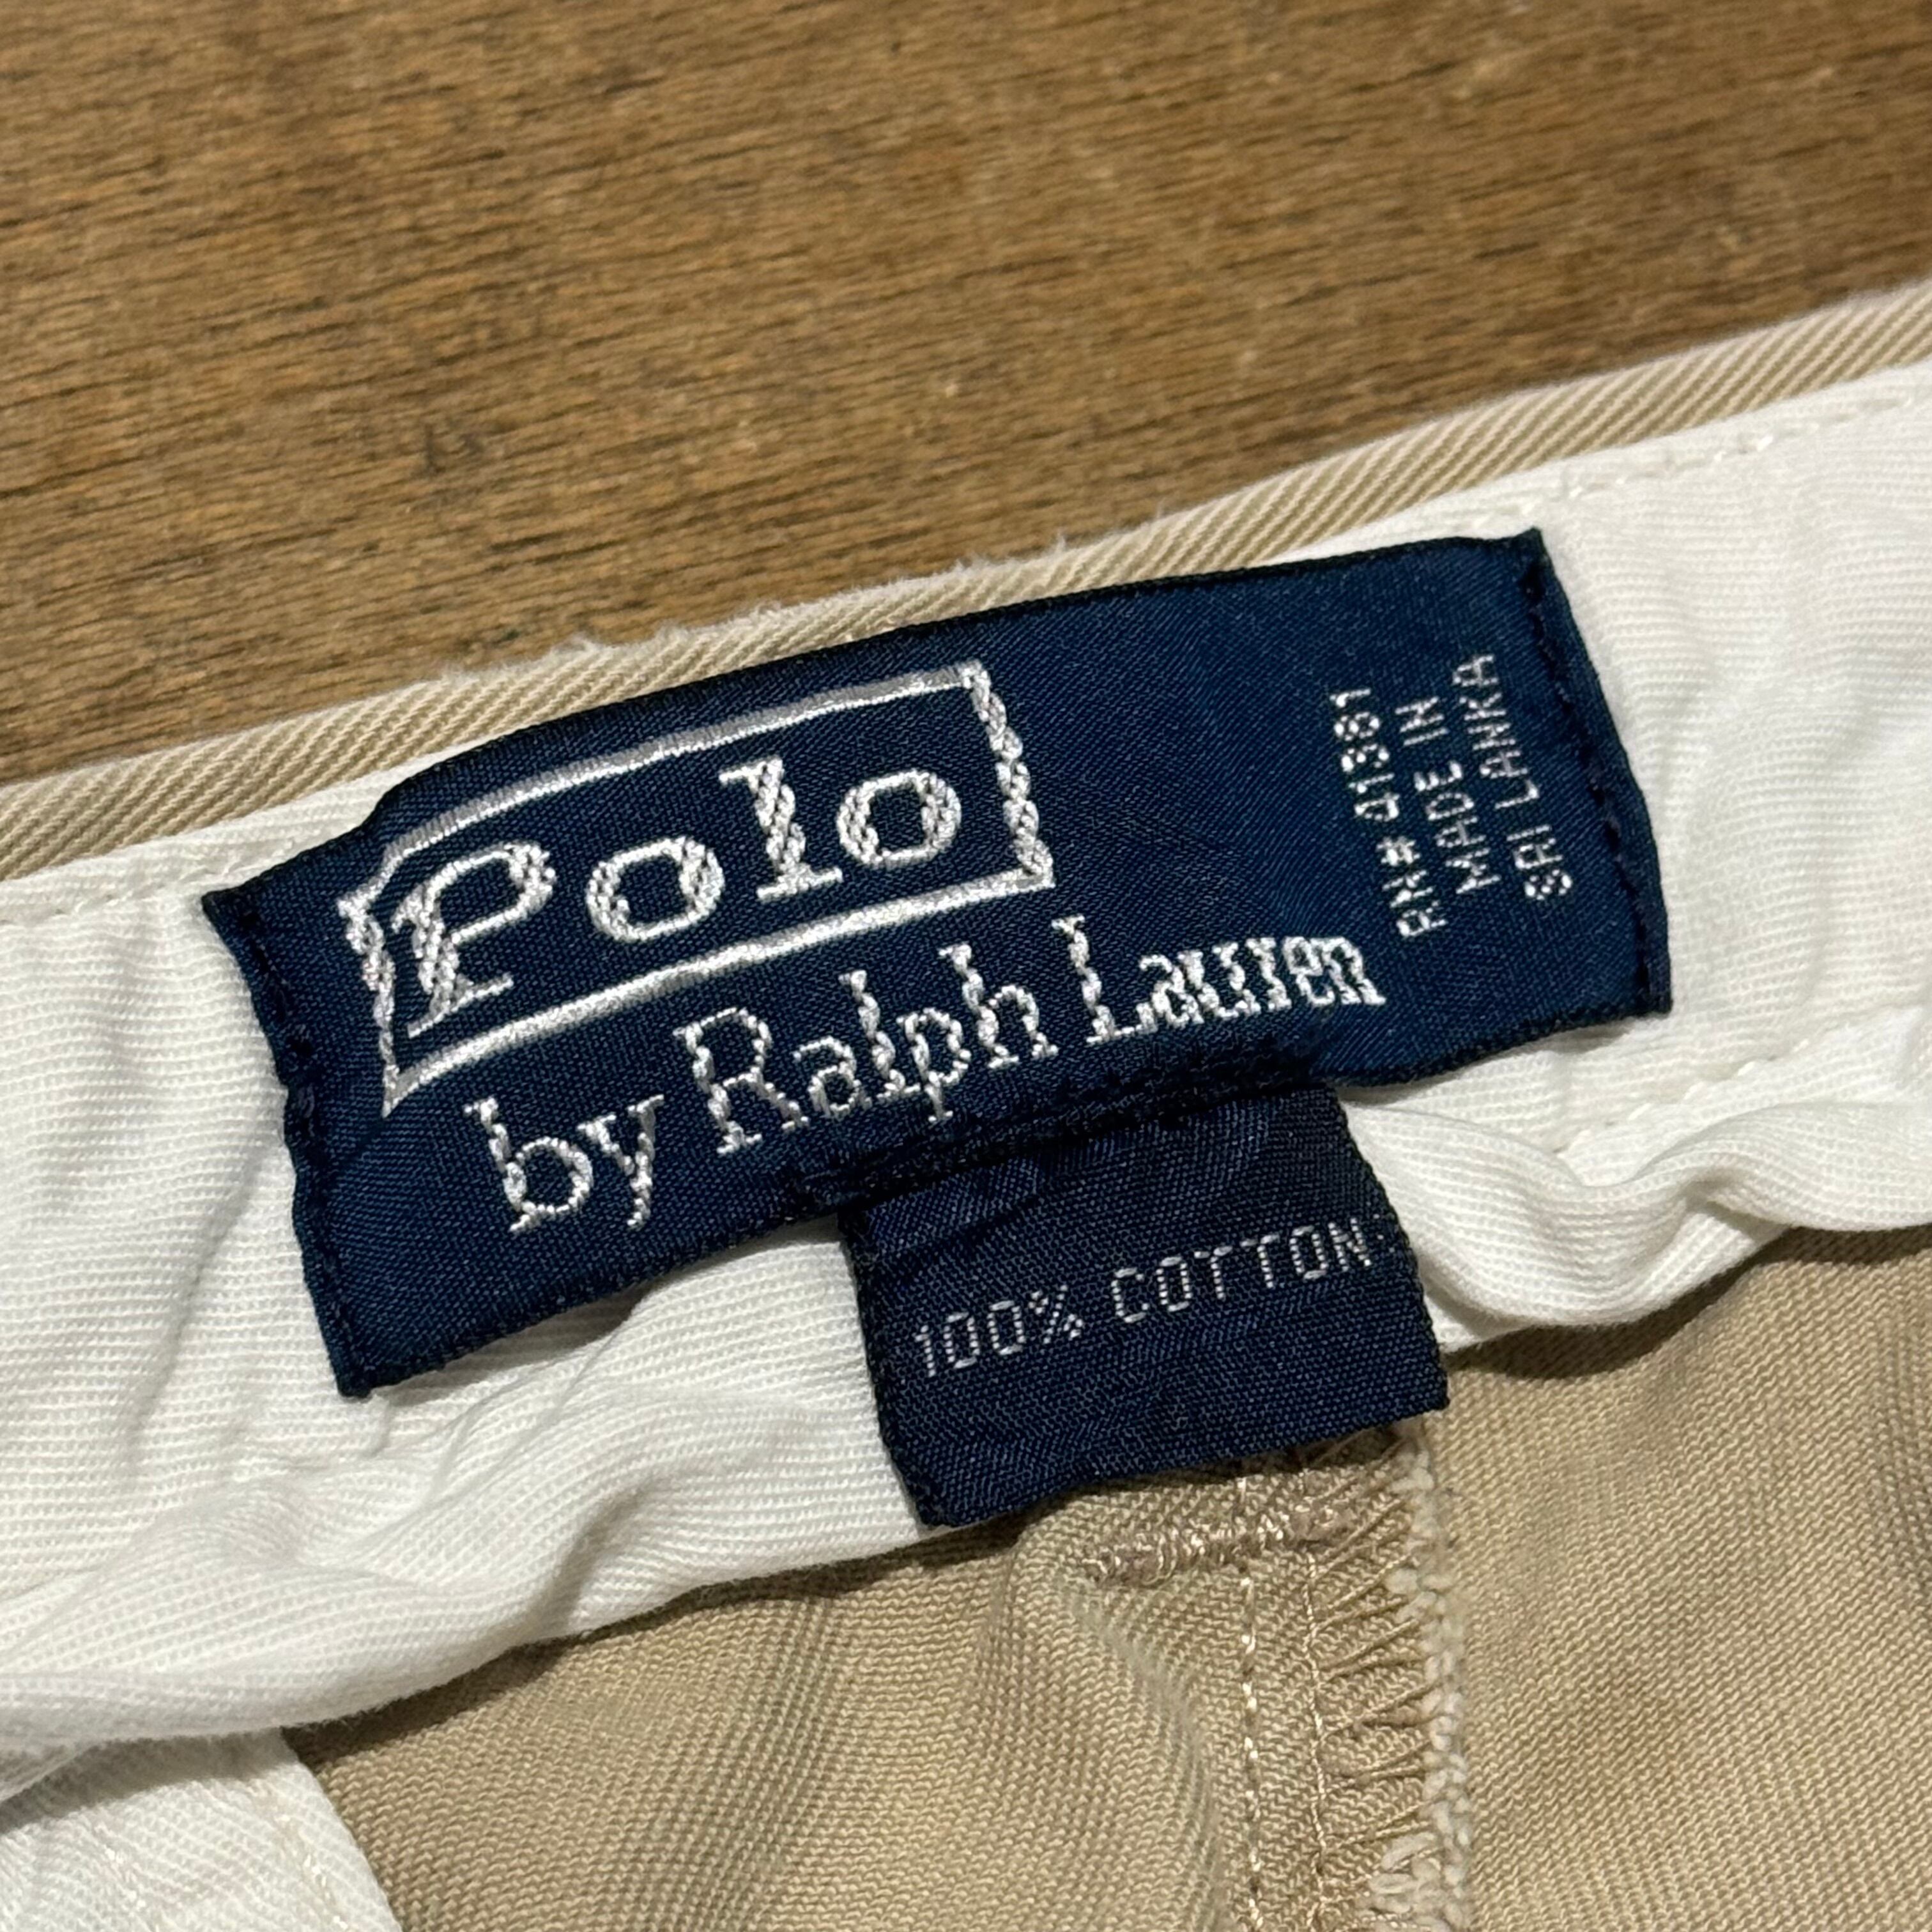 Polo
by Ralph Lauren
RN# 41381
MADE IN
SRI LANKA
100% COTTON